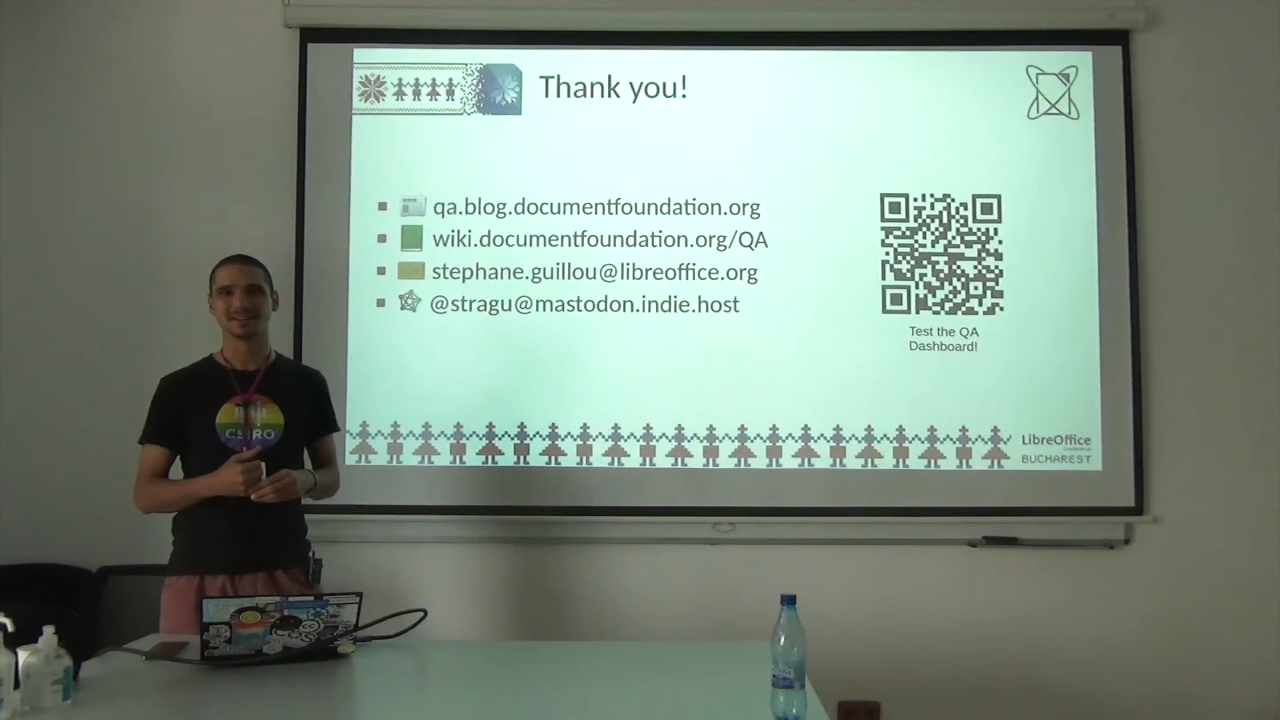 Thank you!
qa.blog.documentfoundation.org
wiki.documentfoundation.org/QA
stephane.guillou@libreoffice.org
@stragu@mastodon.indie.host
Test the QA
Dashboard!
LibreOffice
BUCHAREST
CSIRO